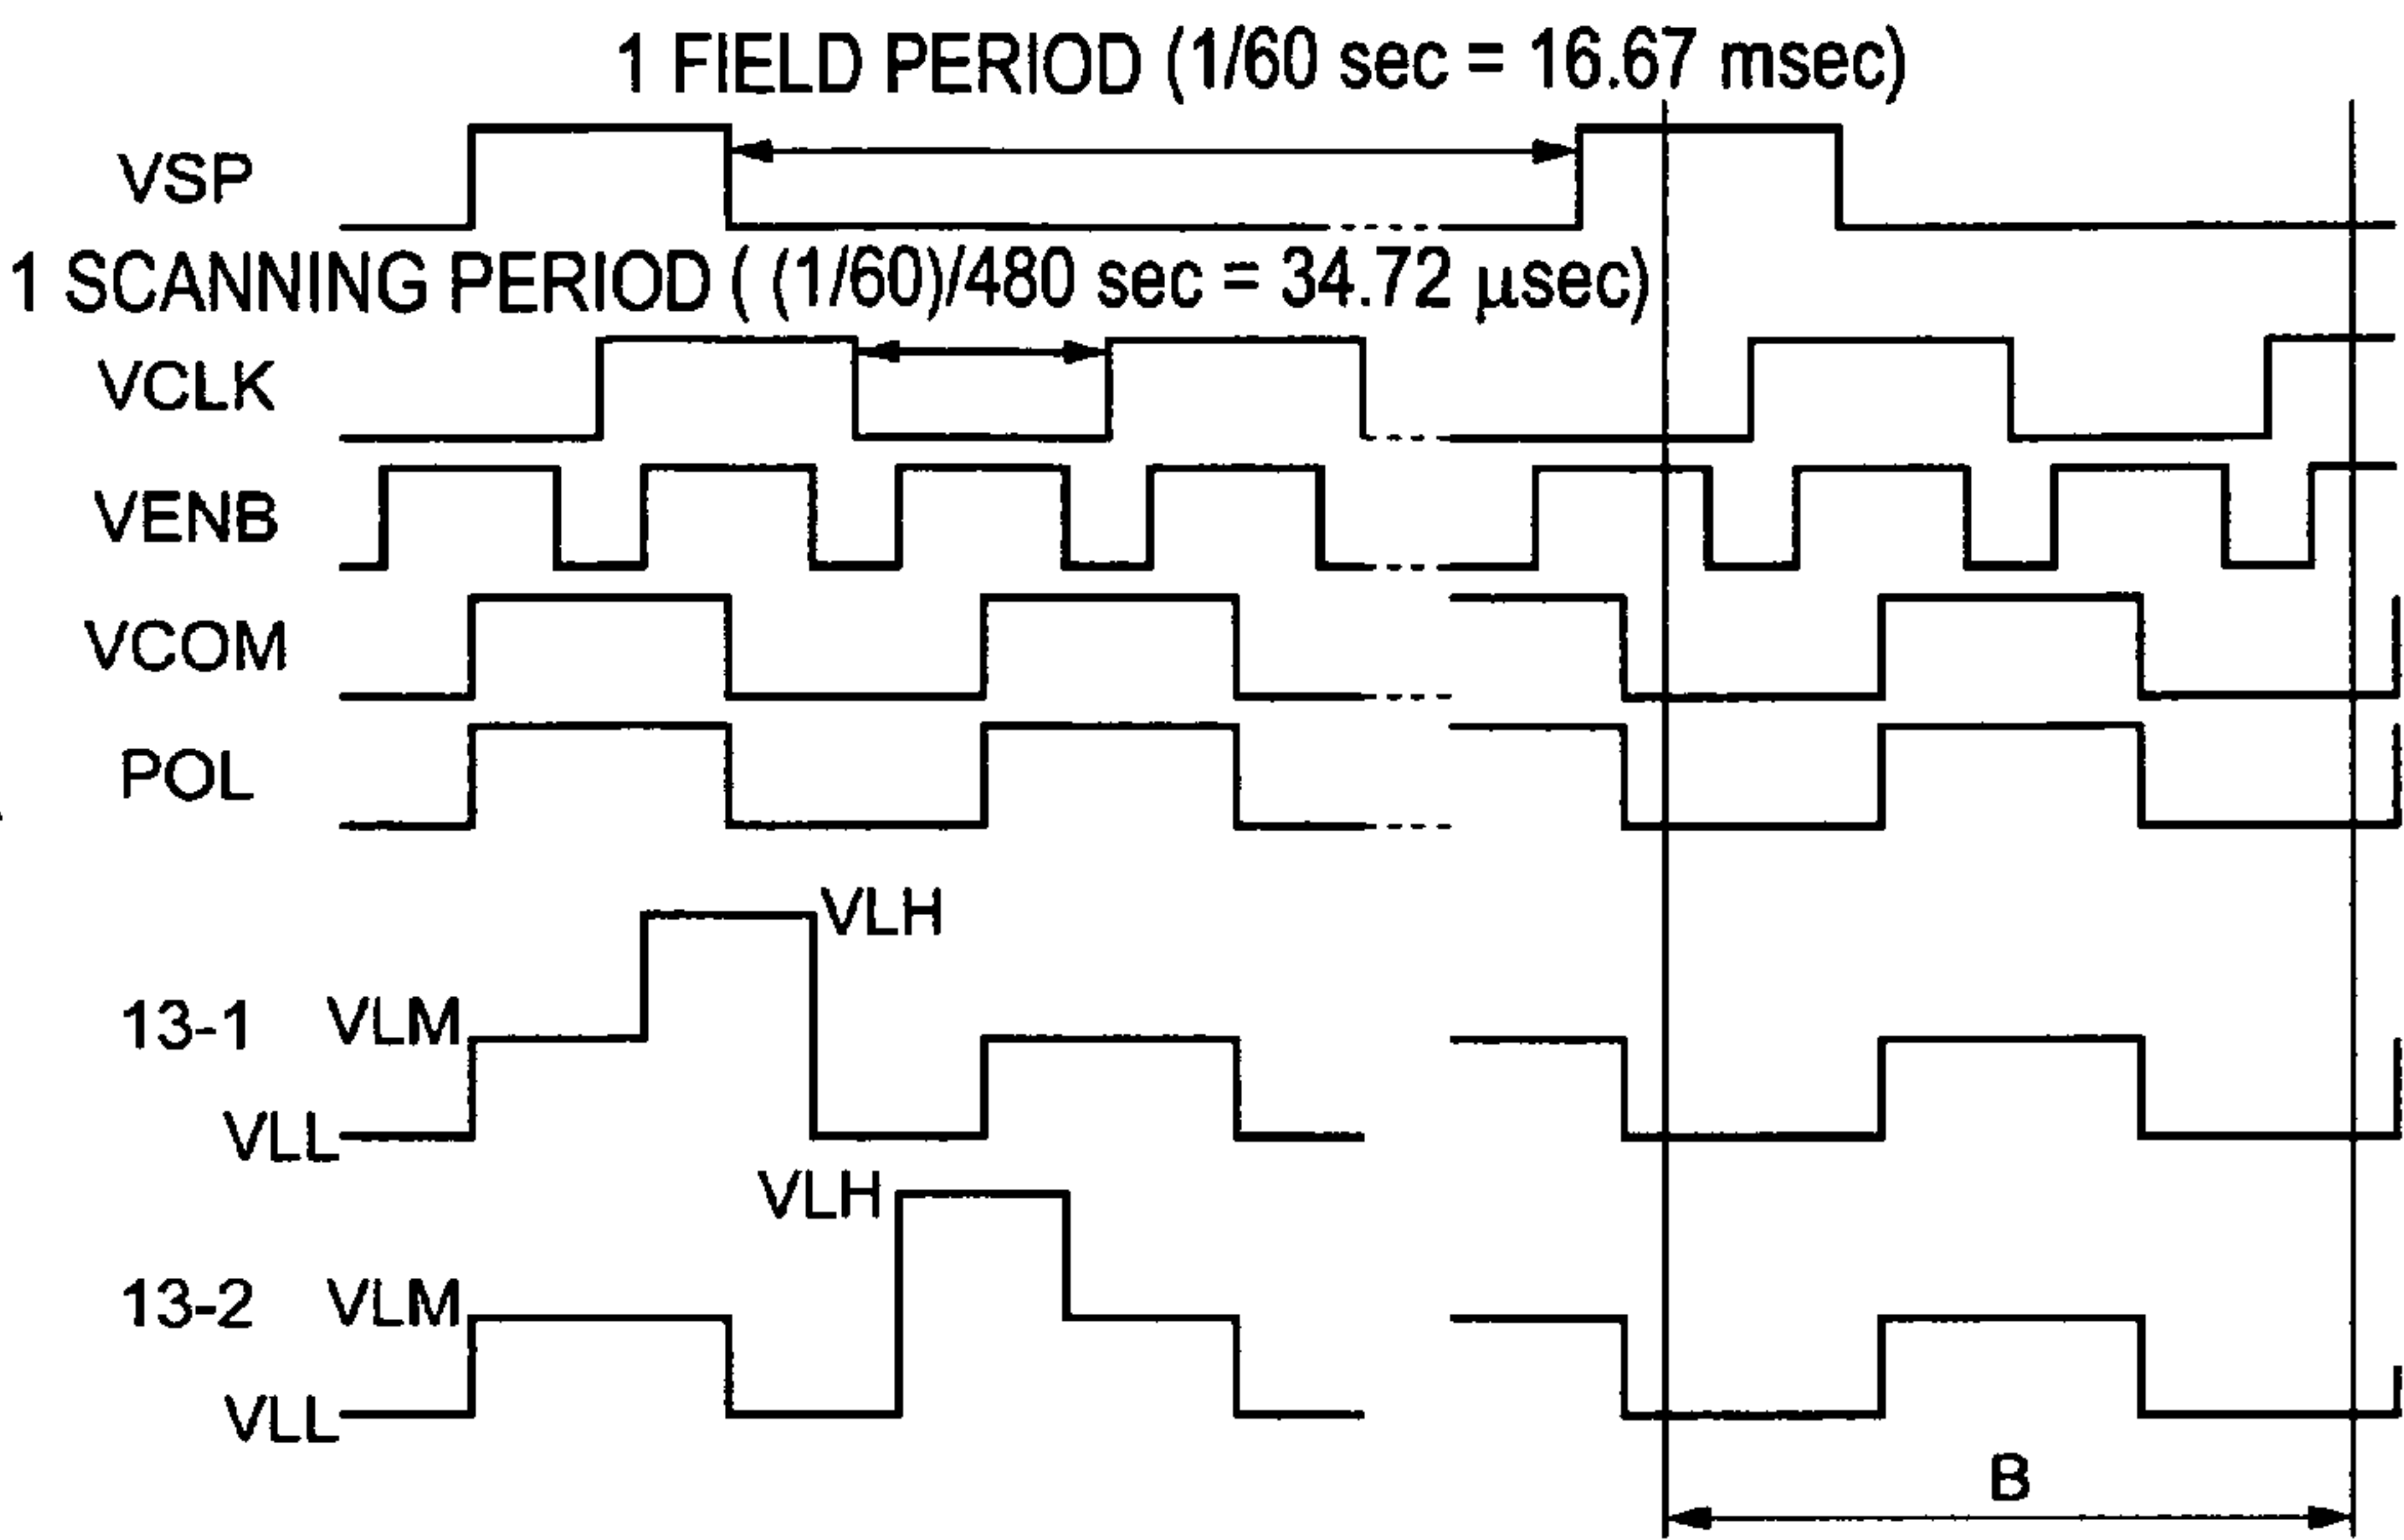 1 FIELD PERIOD (1/60 sec = 16.67 msec)
VSP
1 SCANNING PERIOD ( (1/60)/480 sec = 34.72 μsec)
VCLK
VENB
VCOM
POL
VLH
13-1 VLM
VLL
VLH
13-2 VLM
VLL
B